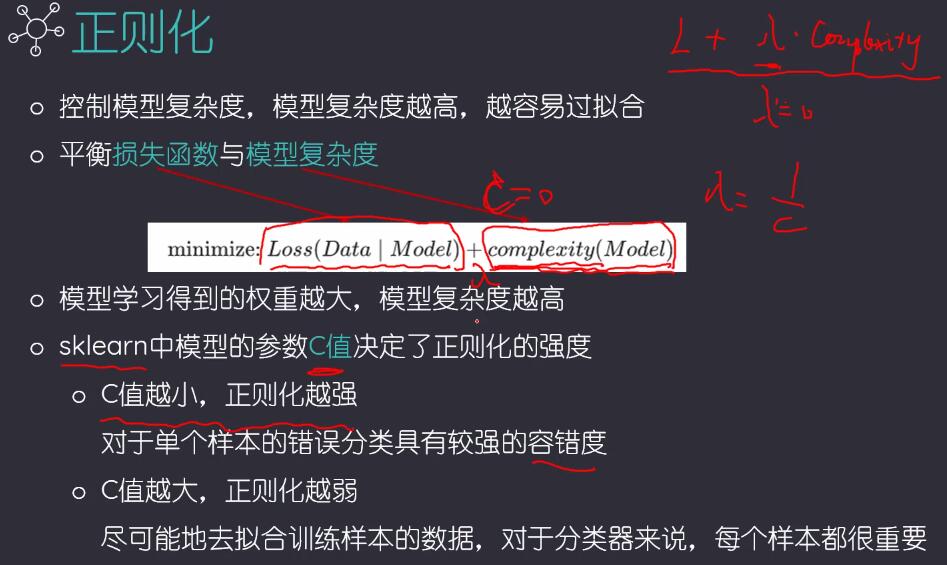 正则化
L + λ · Complexity
λ = 0
控制模型复杂度，模型复杂度越高，越容易过拟合
平衡损失函数与模型复杂度
C = 0
λ = 1/C
minimize: Loss(Data | Model) + complexity(Model)
λ
模型学习得到的权重越大，模型复杂度越高
sklearn中模型的参数C值决定了正则化的强度
C值越小，正则化越强
对于单个样本的错误分类具有较强的容错度
C值越大，正则化越弱
尽可能地去拟合训练样本的数据，对于分类器来说，每个样本都很重要